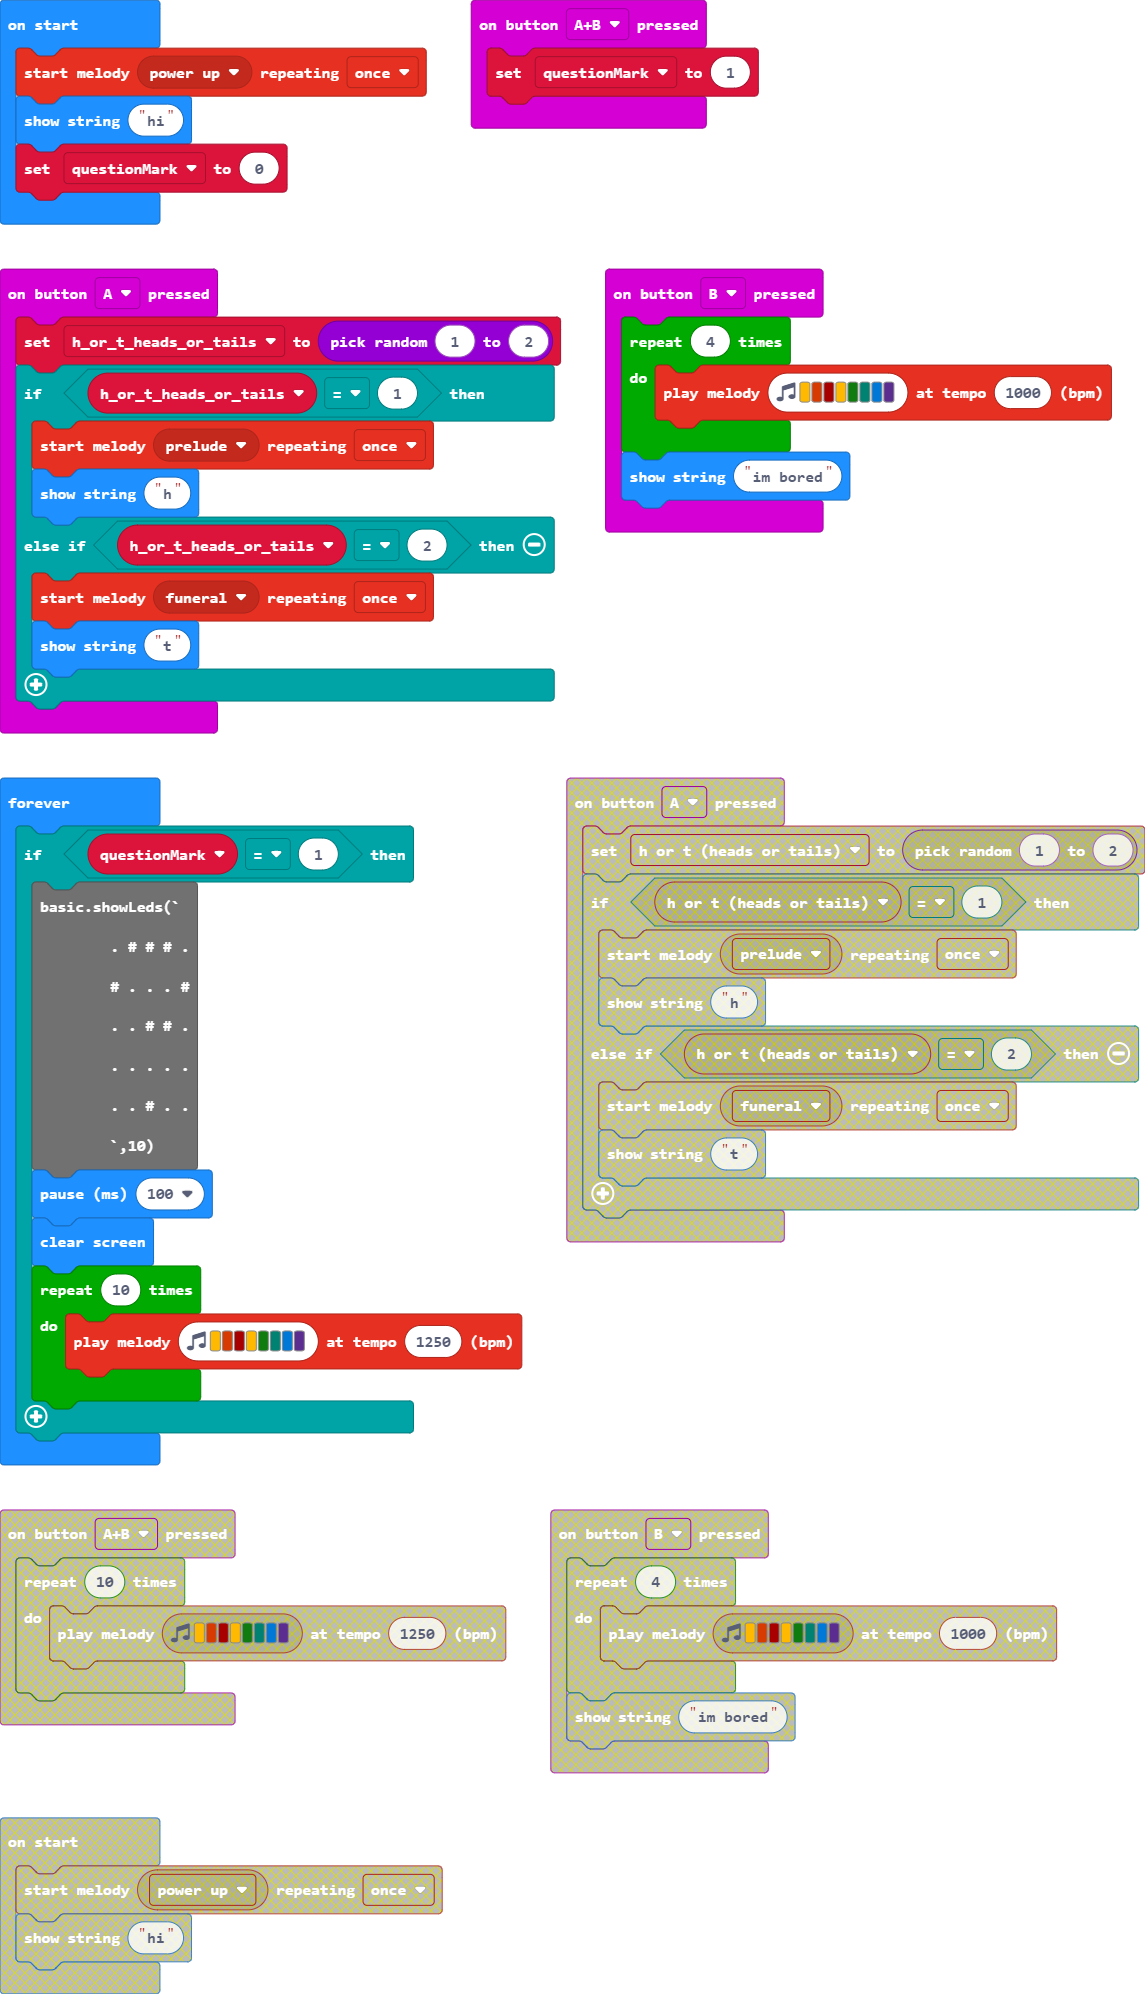 on start
start melody power up repeating once
show string "hi"
set questionMark to 0
on button A+B pressed
set questionMark to 1
on button A pressed
set h_or_t_heads_or_tails to pick random 1 to 2
if h_or_t_heads_or_tails = 1 then
start melody prelude repeating once
show string "h"
else if h_or_t_heads_or_tails = 2 then
start melody funeral repeating once
show string "t"
on button B pressed
repeat 4 times
do
play melody at tempo 1000 (bpm)
show string "im bored"
forever
if questionMark = 1 then
basic.showLeds(`
. # # # .
# . . . #
. . # # .
. . . . .
. . # . .
`,10)
pause (ms) 100
clear screen
repeat 10 times
do
play melody at tempo 1250 (bpm)
on button A pressed
set h or t (heads or tails) to pick random 1 to 2
if h or t (heads or tails) = 1 then
start melody prelude repeating once
show string "h"
else if h or t (heads or tails) = 2 then
start melody funeral repeating once
show string "t"
on button A+B pressed
repeat 10 times
do
play melody at tempo 1250 (bpm)
on button B pressed
repeat 4 times
do
play melody at tempo 1000 (bpm)
show string "im bored"
on start
start melody power up repeating once
show string "hi"